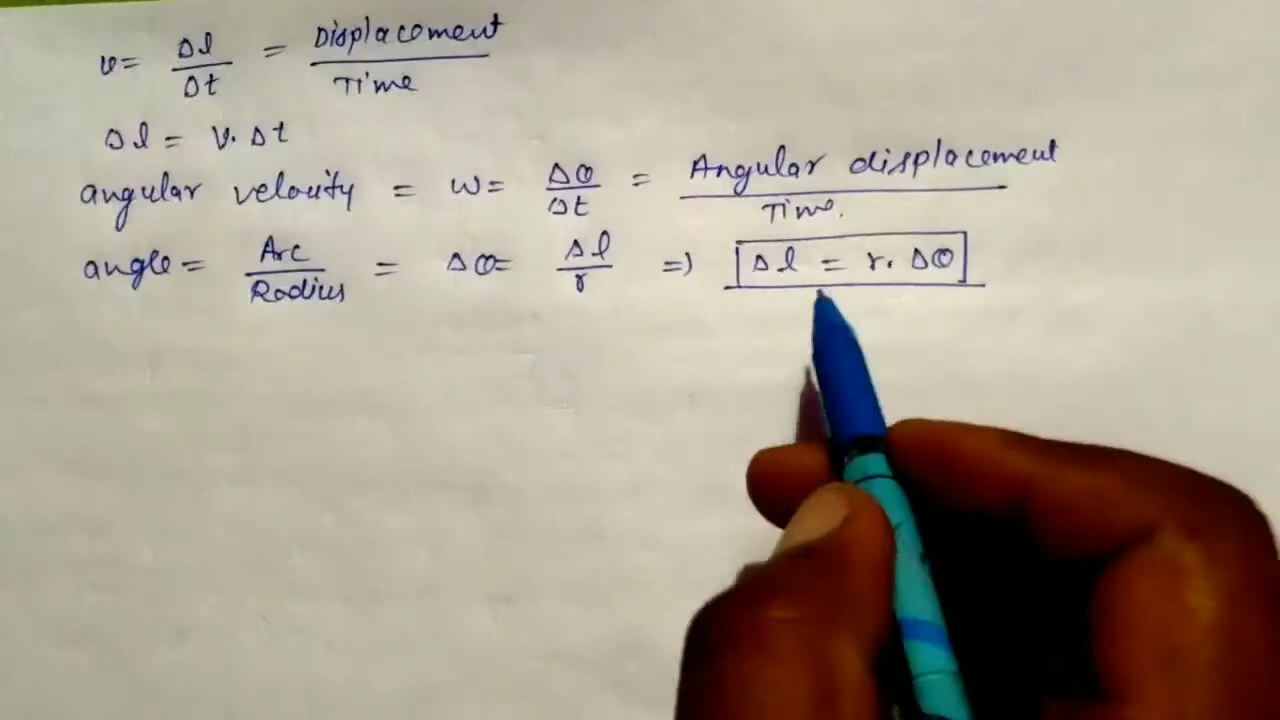 v = Δl/Δt = Displacement/Time
Δl = v. Δt
angular velocity = w = Δθ/Δt = Angular displacement/Time.
angle = Arc/Radius = Δθ = Δl/r => Δl = r. Δθ